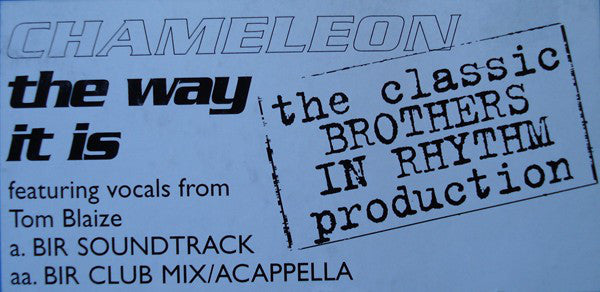 CHAMELEON
the way
it is
featuring vocals from
Tom Blaize
a. BIR SOUNDTRACK
aa. BIR CLUB MIX/ACAPPELLA
the classic
BROTHERS
IN RHYTHM
production